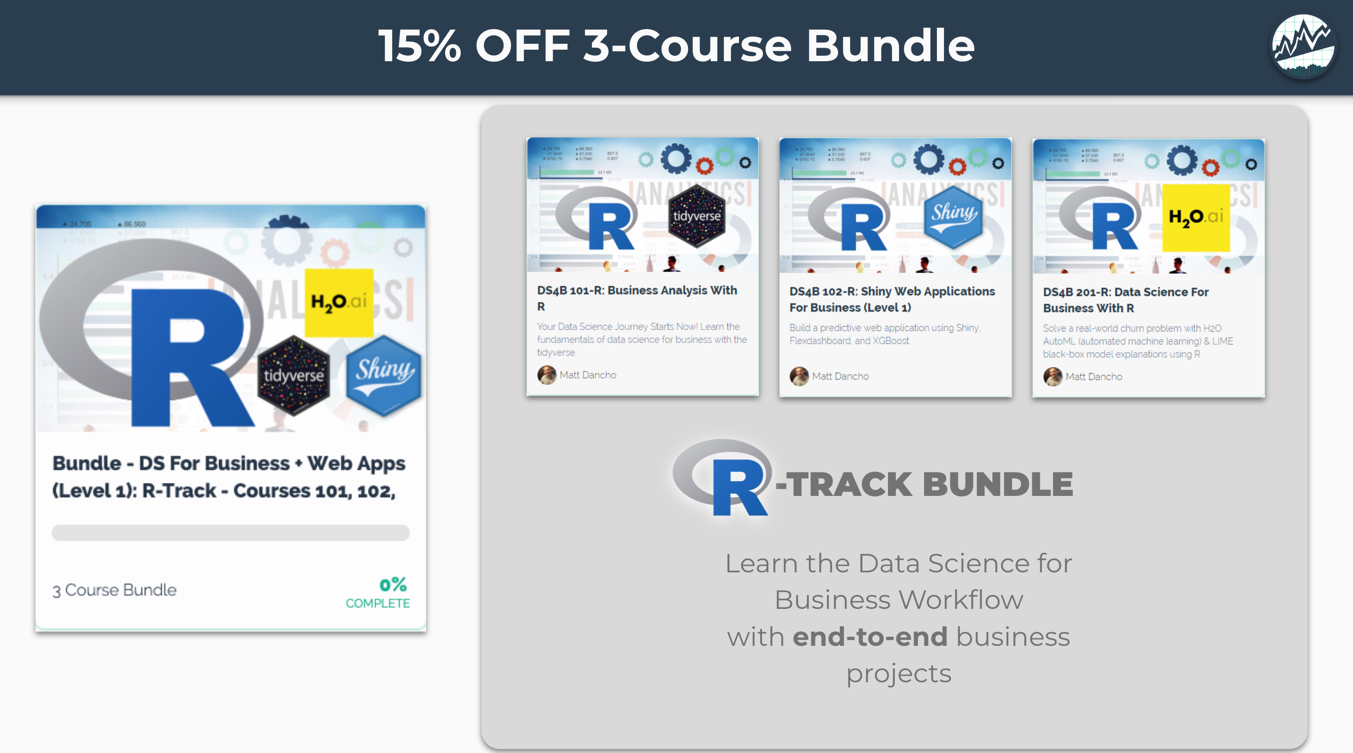 15% OFF 3-Course Bundle
H2O.ai
tidyverse
Shiny
Bundle - DS For Business + Web Apps
(Level 1): R-Track - Courses 101, 102,
3 Course Bundle
0%
COMPLETE
R
tidyverse
DS4B 101-R: Business Analysis With
R
Your Data Science Journey Starts Now! Learn the
fundamentals of data science for business with the
tidyverse
Matt Dancho
R
Shiny
DS4B 102-R: Shiny Web Applications
For Business (Level 1)
Build a predictive web application using Shiny,
Flexdashboard, and XGBoost
Matt Dancho
R
H2O.ai
DS4B 201-R: Data Science For
Business With R
Solve a real-world churn problem with H2O
AutoML (automated machine learning) & LIME
black-box model explanations using R
Matt Dancho
R-TRACK BUNDLE
Learn the Data Science for
Business Workflow
with end-to-end business
projects